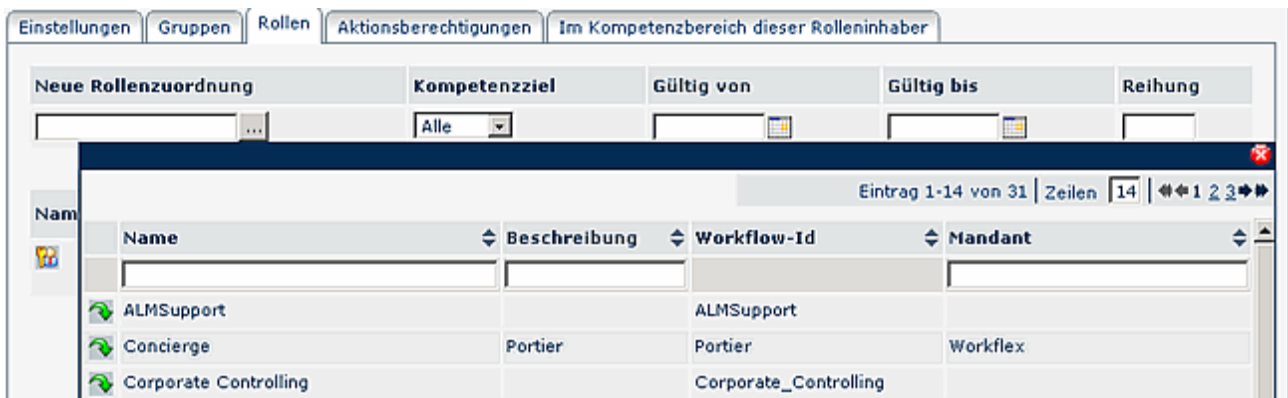 Einstellungen Gruppen Rollen Aktionsberechtigungen Im Kompetenzbereich dieser Rolleninhaber
Neue Rollenzuordnung Kompetenzziel Gültig von Gültig bis Reihung
... Alle
Eintrag 1-14 von 31 Zeilen 14 1 2 3
Nam
Name Beschreibung Workflow-Id Mandant
ALMSupport ALMSupport
Concierge Portier Portier Workflex
Corporate Controlling Corporate_Controlling